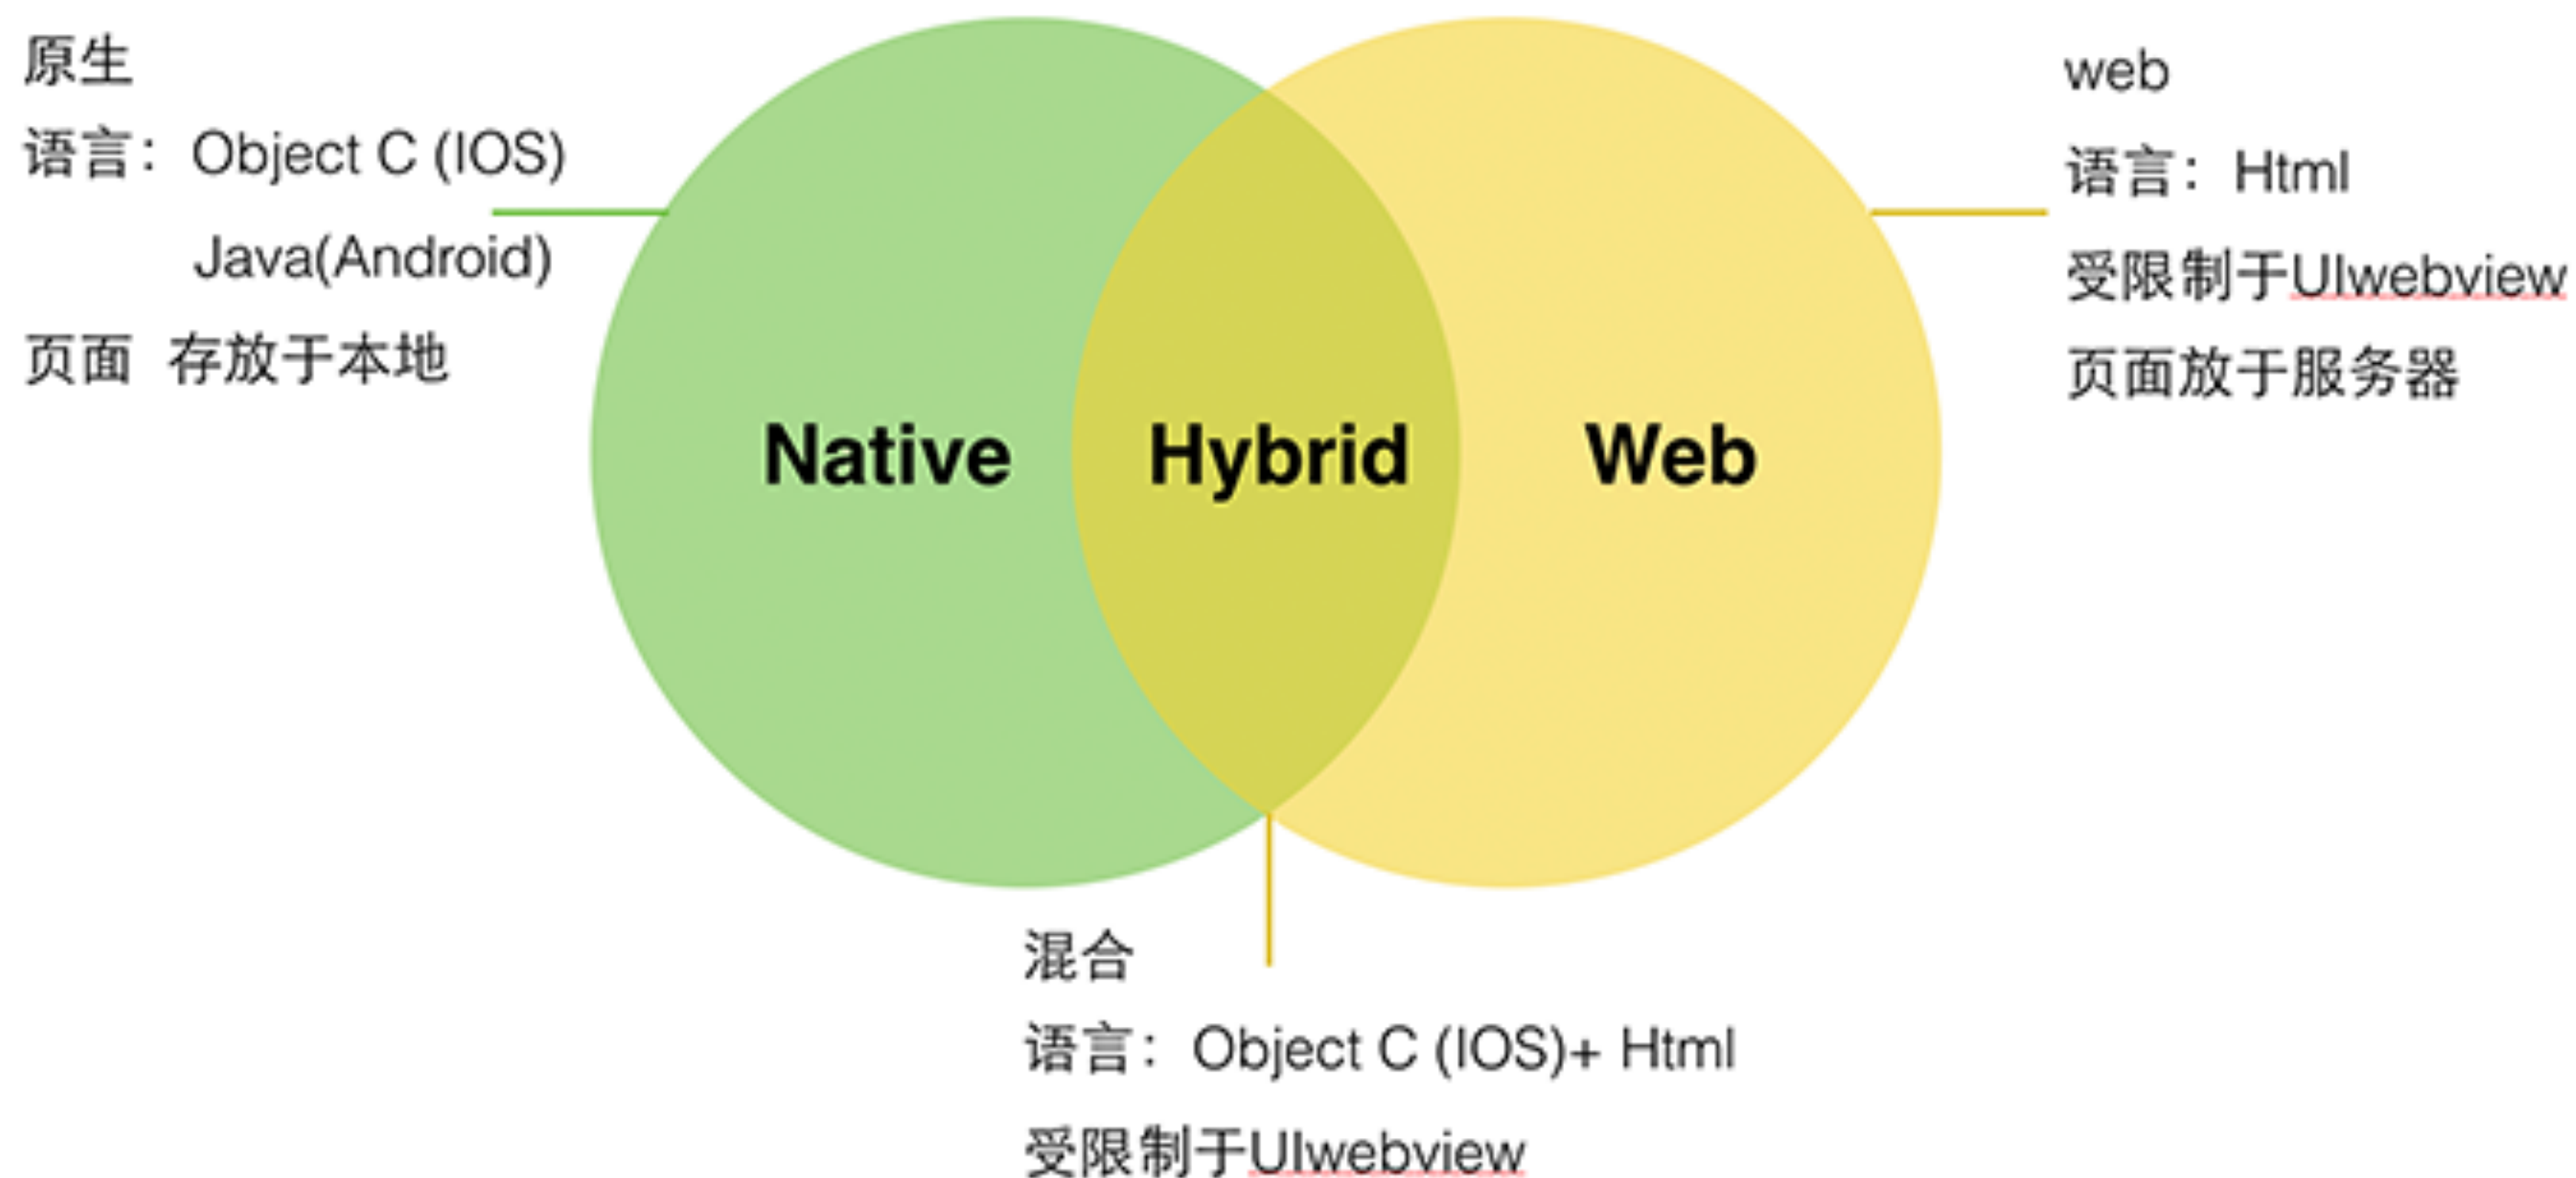 原生
语言：Object C (IOS)
Java(Android)
页面 存放于本地
Native
Hybrid
Web
web
语言：Html
受限制于UIwebview
页面放于服务器
混合
语言：Object C (IOS)+ Html
受限制于UIwebview